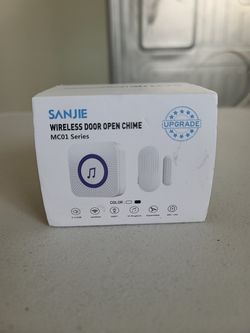 SANJIE
WIRELESS DOOR OPEN CHIME
MC01 Series
UPGRADE
COLOR: